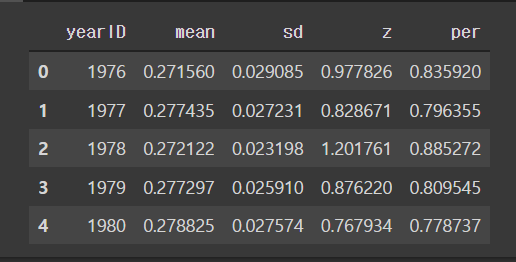 yearID mean sd z per
0 1976 0.271560 0.029085 0.977826 0.835920
1 1977 0.277435 0.027231 0.828671 0.796355
2 1978 0.272122 0.023198 1.201761 0.885272
3 1979 0.277297 0.025910 0.876220 0.809545
4 1980 0.278825 0.027574 0.767934 0.778737